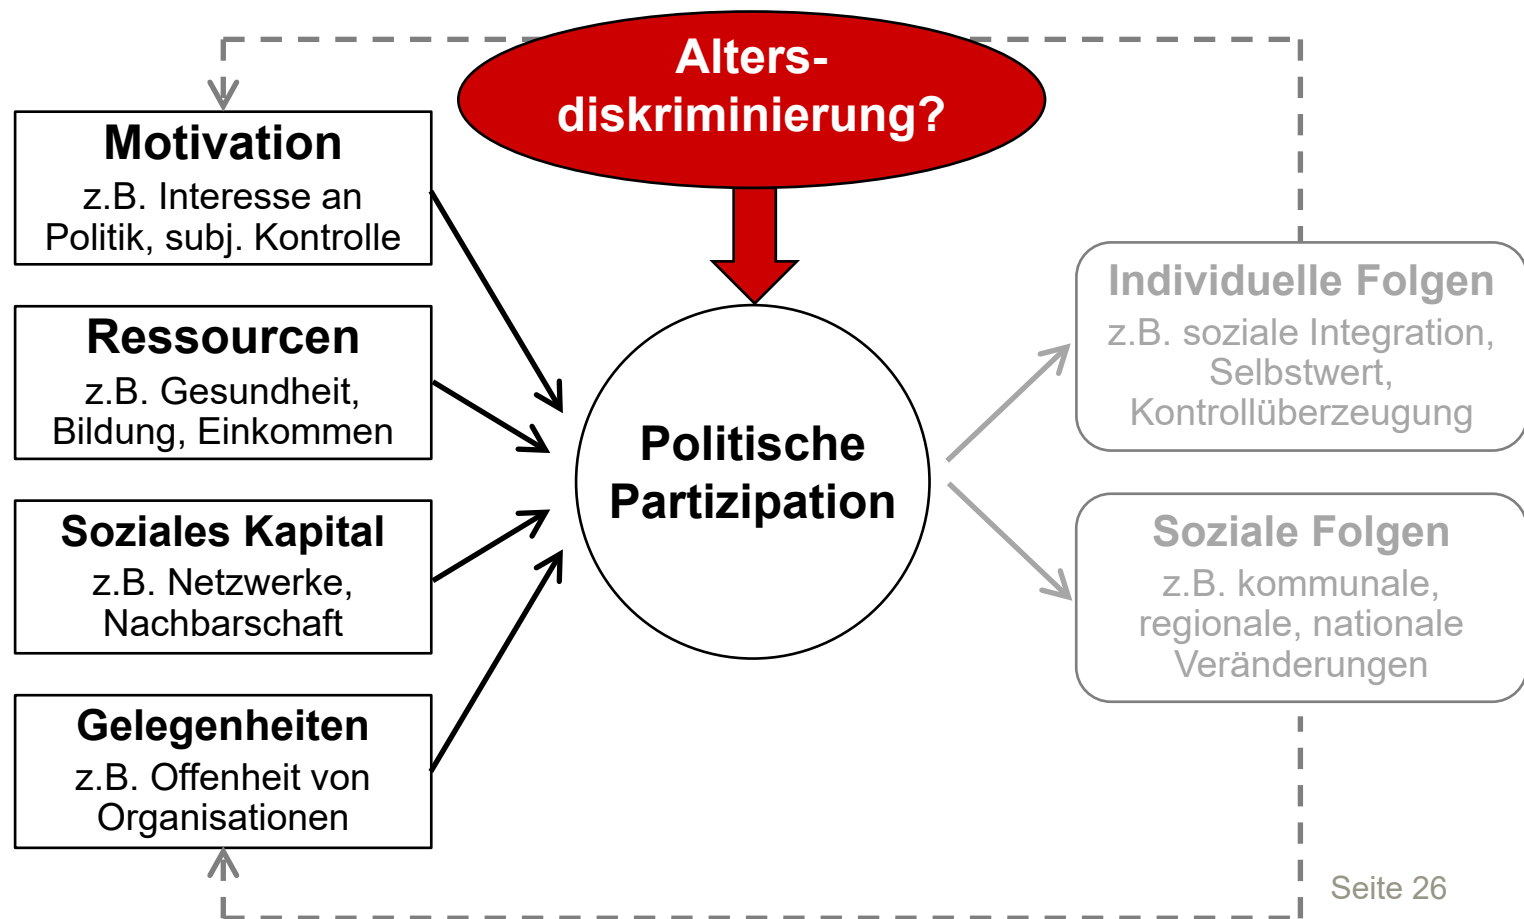 Alters-
diskriminierung?
Motivation
z.B. Interesse an
Politik, subj. Kontrolle
Ressourcen
z.B. Gesundheit,
Bildung, Einkommen
Soziales Kapital
z.B. Netzwerke,
Nachbarschaft
Gelegenheiten
z.B. Offenheit von
Organisationen
Politische
Partizipation
Individuelle Folgen
z.B. soziale Integration,
Selbstwert,
Kontrollüberzeugung
Soziale Folgen
z.B. kommunale,
regionale, nationale
Veränderungen
Seite 26